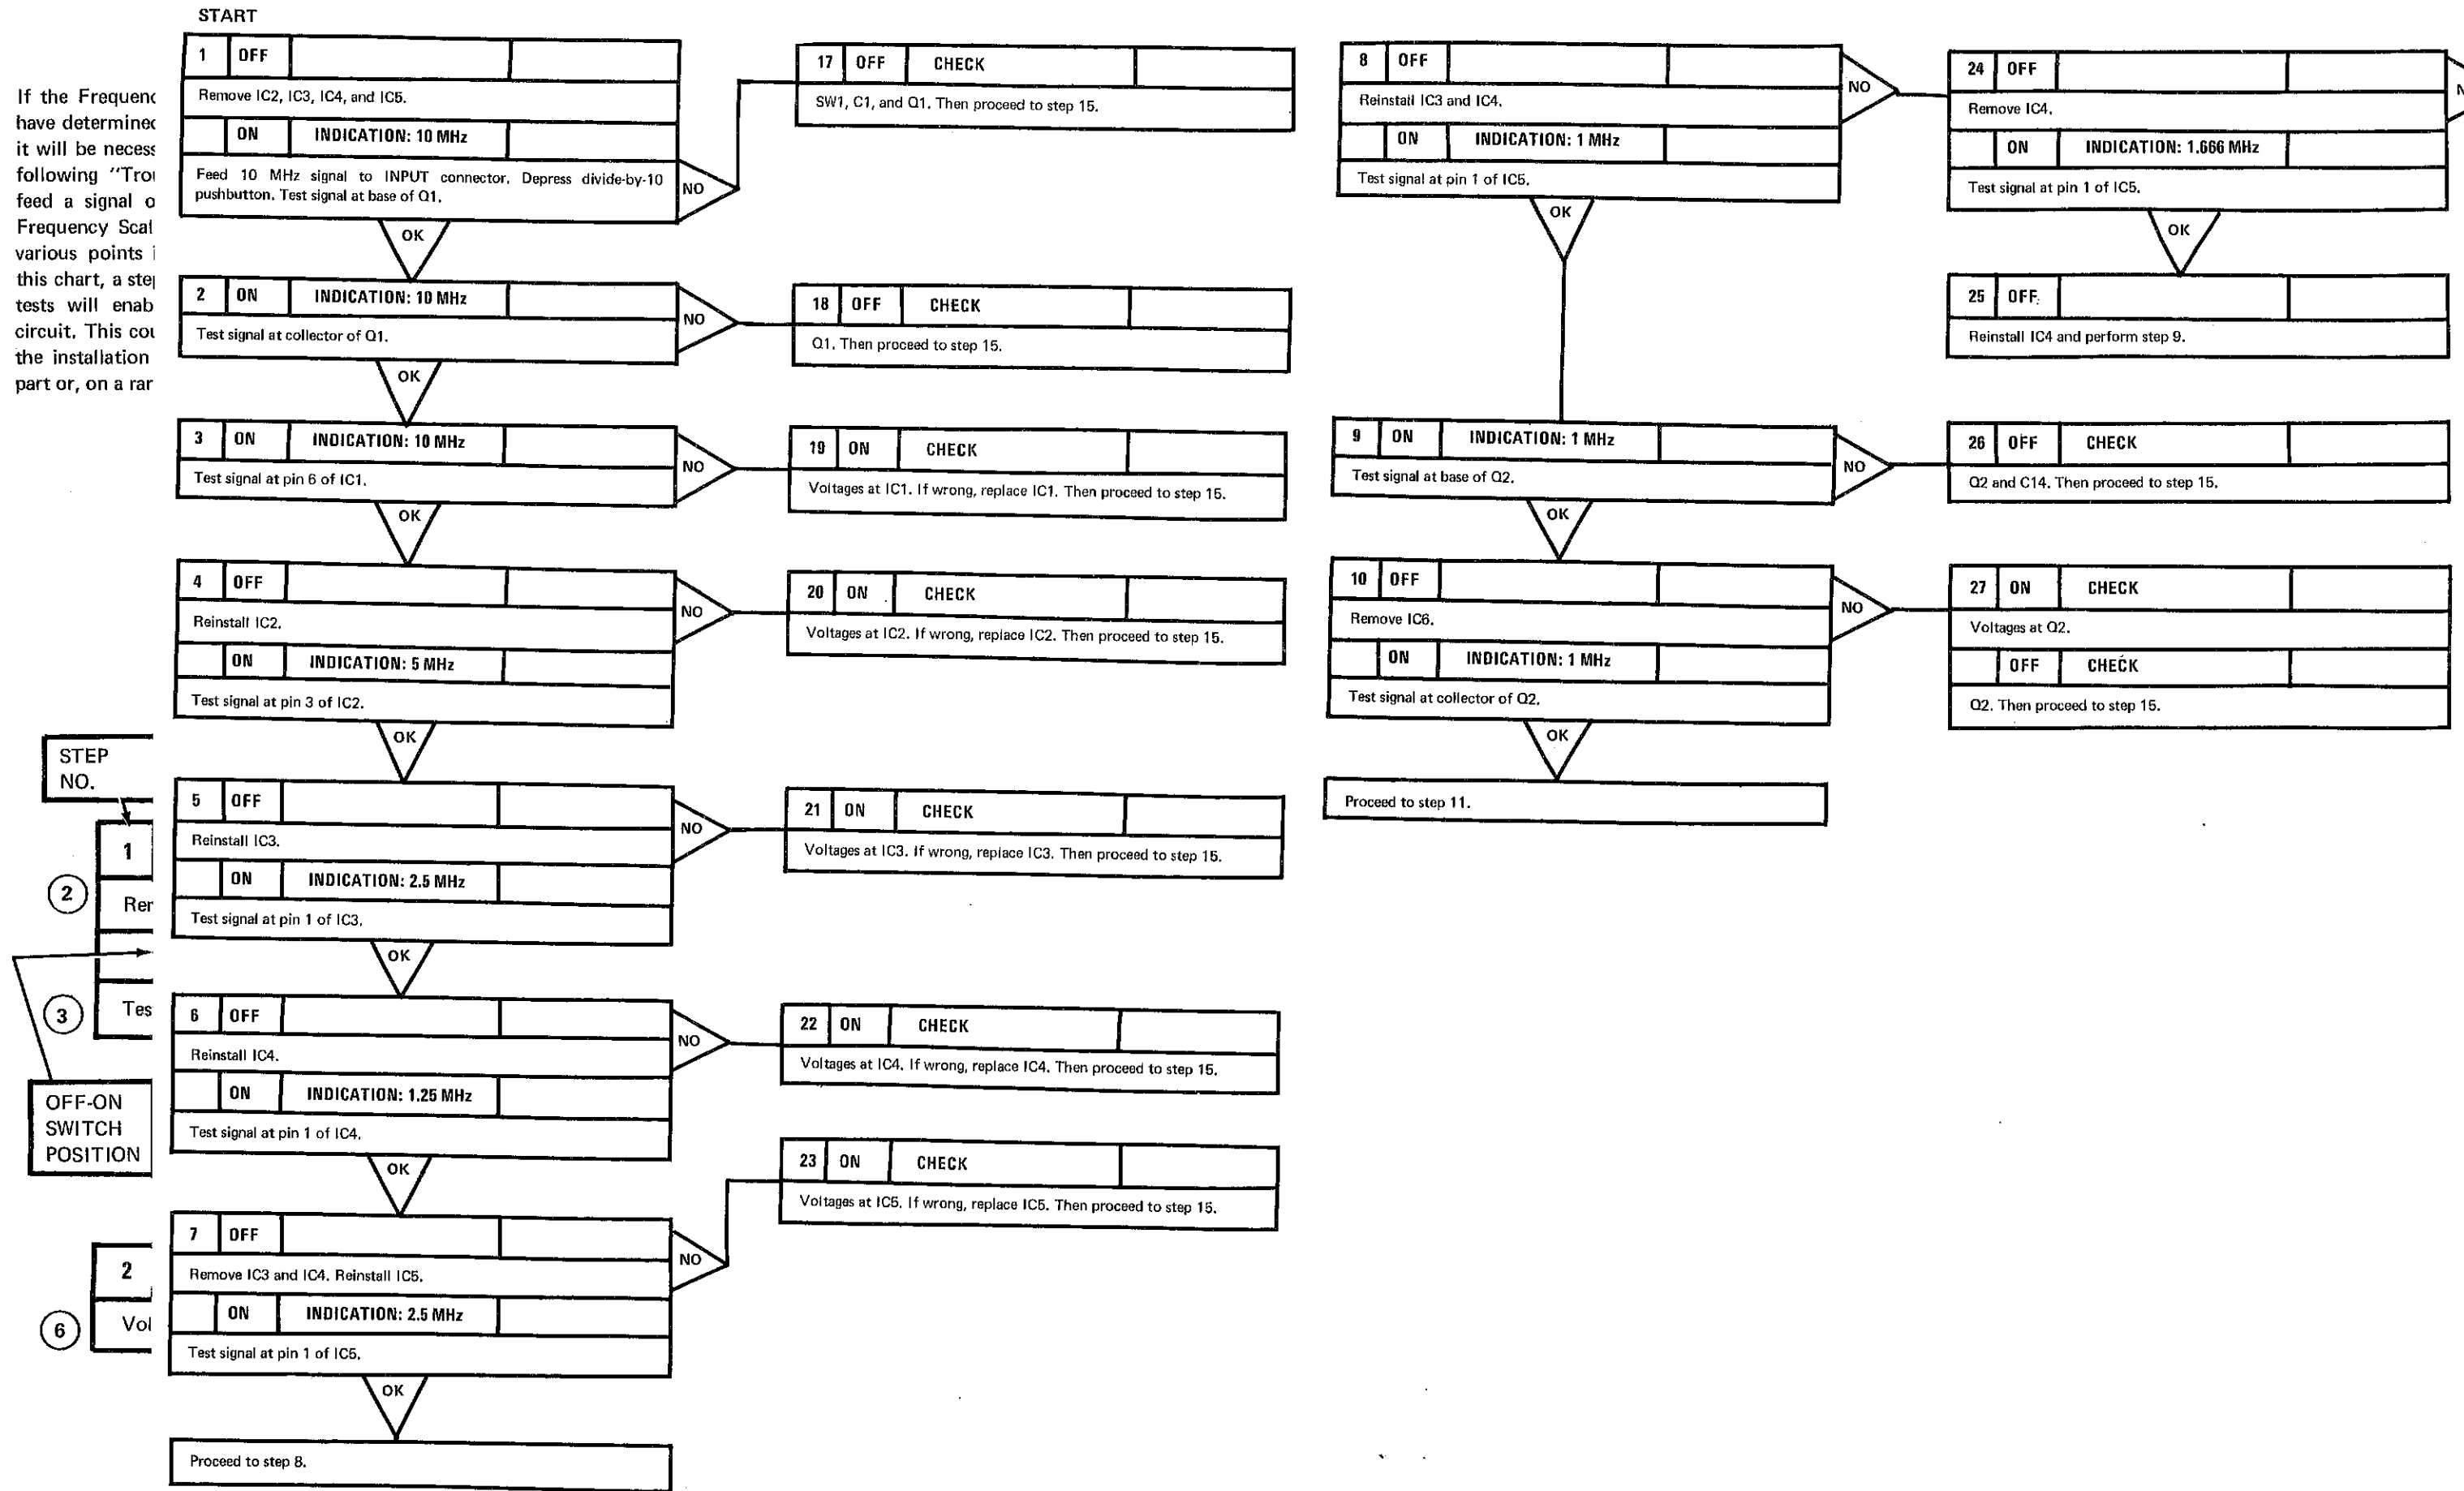 START
If the Frequenc
have determined
it will be necess
following "Trou
feed a signal o
Frequency Scal
various points i
this chart, a step
tests will enab
circuit. This cou
the installation
part or, on a rar
STEP
NO.
1
2
Rer
3
Tes
OFF-ON
SWITCH
POSITION
2
6
Vol
1 OFF
Remove IC2, IC3, IC4, and IC5.
ON INDICATION: 10 MHz
Feed 10 MHz signal to INPUT connector. Depress divide-by-10
pushbutton. Test signal at base of Q1.
NO
OK
17 OFF CHECK
SW1, C1, and Q1. Then proceed to step 15.
2 ON INDICATION: 10 MHz
Test signal at collector of Q1.
NO
OK
18 OFF CHECK
Q1. Then proceed to step 15.
3 ON INDICATION: 10 MHz
Test signal at pin 6 of IC1.
NO
OK
19 ON CHECK
Voltages at IC1. If wrong, replace IC1. Then proceed to step 15.
4 OFF
Reinstall IC2.
ON INDICATION: 5 MHz
Test signal at pin 3 of IC2.
NO
OK
20 ON CHECK
Voltages at IC2. If wrong, replace IC2. Then proceed to step 15.
5 OFF
Reinstall IC3.
ON INDICATION: 2.5 MHz
Test signal at pin 1 of IC3.
NO
OK
21 ON CHECK
Voltages at IC3. If wrong, replace IC3. Then proceed to step 15.
6 OFF
Reinstall IC4.
ON INDICATION: 1.25 MHz
Test signal at pin 1 of IC4.
NO
OK
22 ON CHECK
Voltages at IC4. If wrong, replace IC4. Then proceed to step 15.
7 OFF
Remove IC3 and IC4. Reinstall IC5.
ON INDICATION: 2.5 MHz
Test signal at pin 1 of IC5.
NO
OK
23 ON CHECK
Voltages at IC5. If wrong, replace IC5. Then proceed to step 15.
Proceed to step 8.
8 OFF
Reinstall IC3 and IC4.
ON INDICATION: 1 MHz
Test signal at pin 1 of IC5.
NO
OK
24 OFF
Remove IC4.
ON INDICATION: 1.666 MHz
Test signal at pin 1 of IC5.
N
OK
25 OFF
Reinstall IC4 and perform step 9.
9 ON INDICATION: 1 MHz
Test signal at base of Q2.
NO
OK
26 OFF CHECK
Q2 and C14. Then proceed to step 15.
10 OFF
Remove IC6.
ON INDICATION: 1 MHz
Test signal at collector of Q2.
NO
OK
27 ON CHECK
Voltages at Q2.
OFF CHECK
Q2. Then proceed to step 15.
Proceed to step 11.